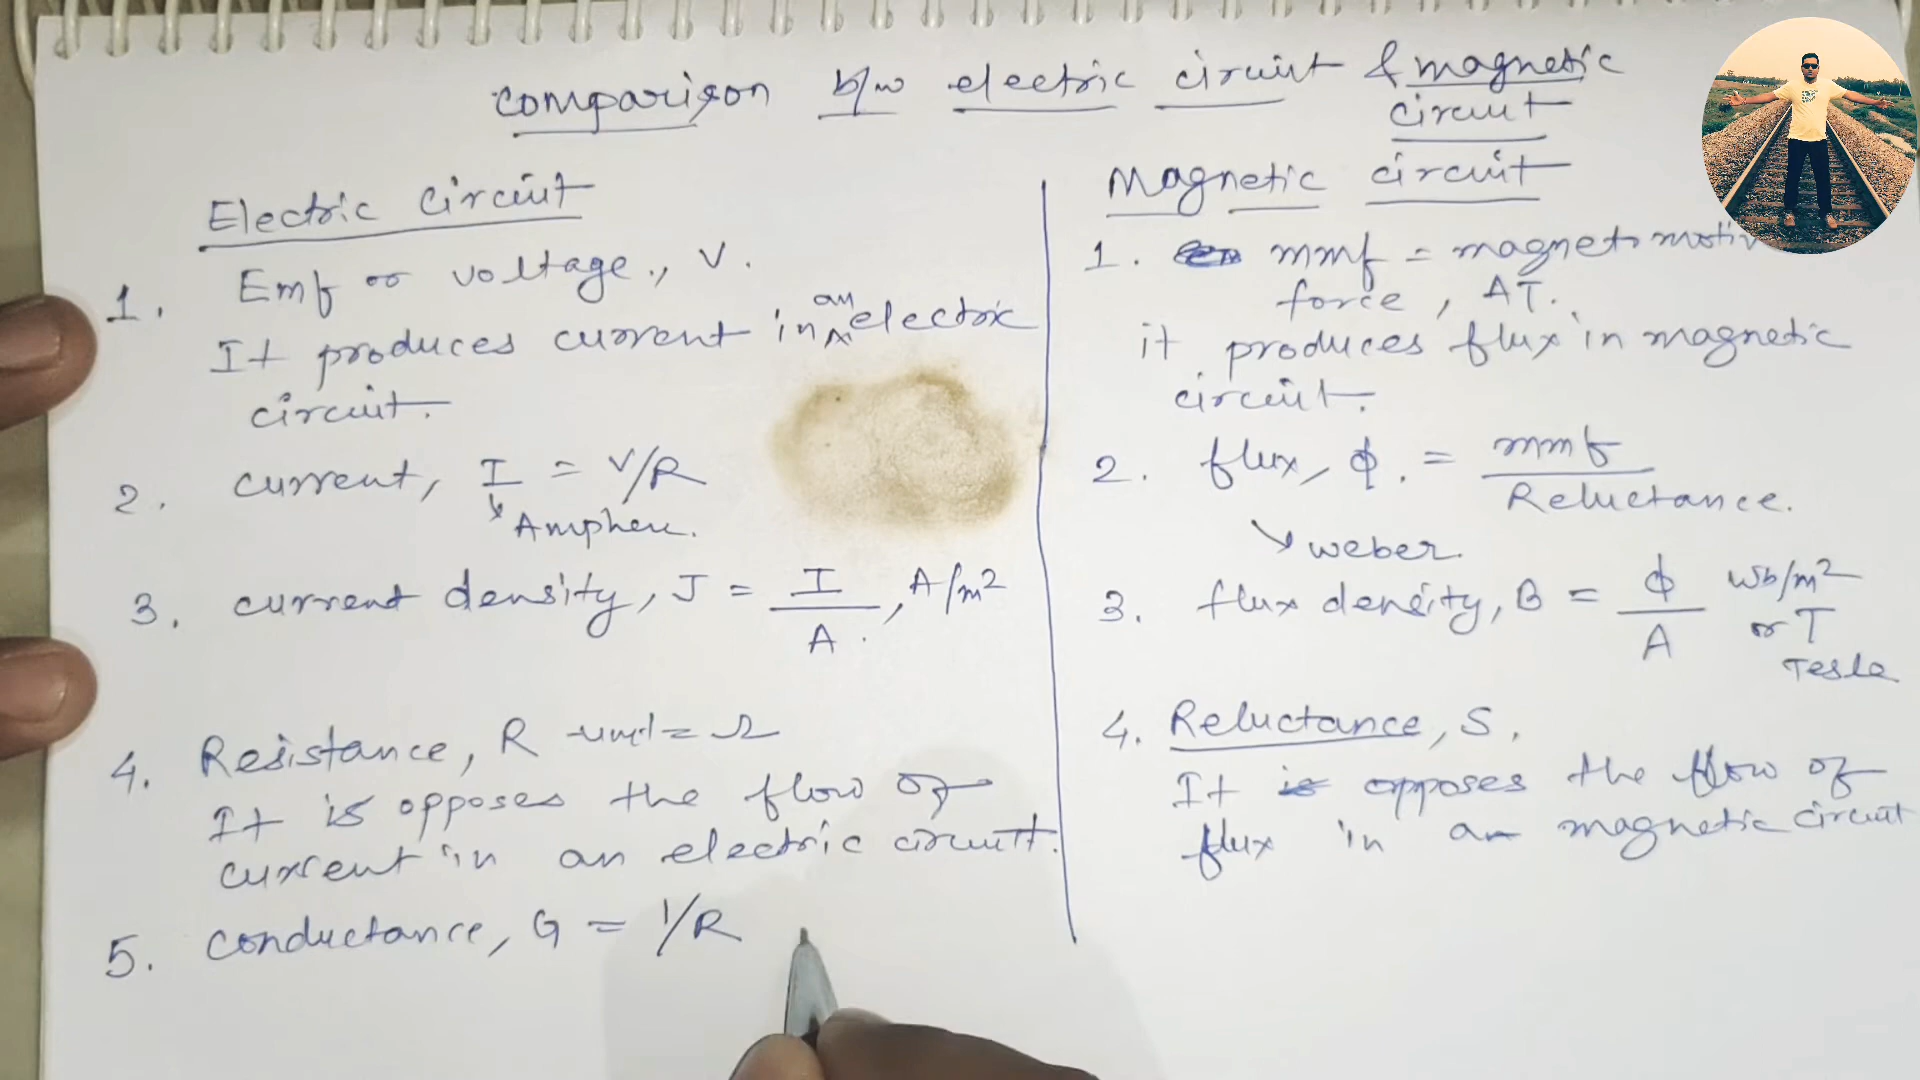 comparison b/w electric circuit & magnetic
circuit
Electric Circuit
1. Emf or voltage, V.
It produces current in an electric
circuit.
2. current, I = V/R
Amphere.
3. current density, J = I/A, A/m²
4. Resistance, R unit = Ω
It is opposes the flow of
current in an electric circuit.
5. conductance, G = 1/R
Magnetic circuit
1. mmf = magneto motiv
force, AT.
it produces flux in magnetic
circuit.
2. flux, ϕ. = mmf/Reluctance.
weber.
3. flux density, B = ϕ/A wb/m²
or T
Tesla
4. Reluctance, S.
It is opposes the flow of
flux in a magnetic circuit